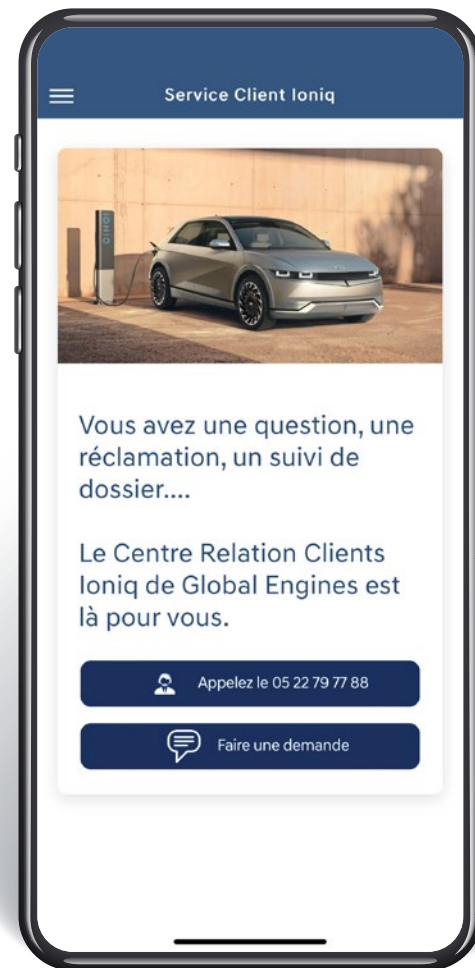 Service Client Ioniq
IONIQ
Vous avez une question, une
réclamation, un suivi de
dossier....
Le Centre Relation Clients
Ioniq de Global Engines est
là pour vous.
Appelez le 05 22 79 77 88
Faire une demande